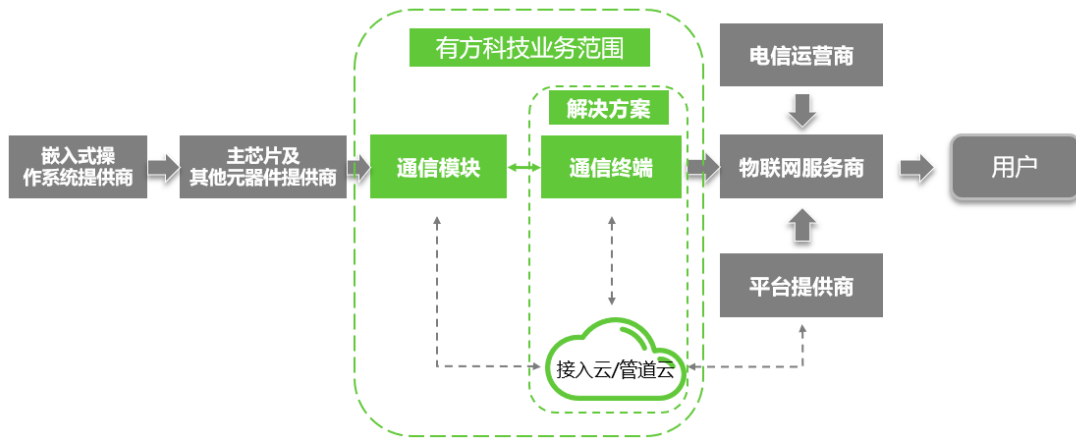 有方科技业务范围
电信运营商
解决方案
嵌入式操
作系统提供商
主芯片及
其他元器件提供商
通信模块
通信终端
物联网服务商
用户
平台提供商
接入云/管道云